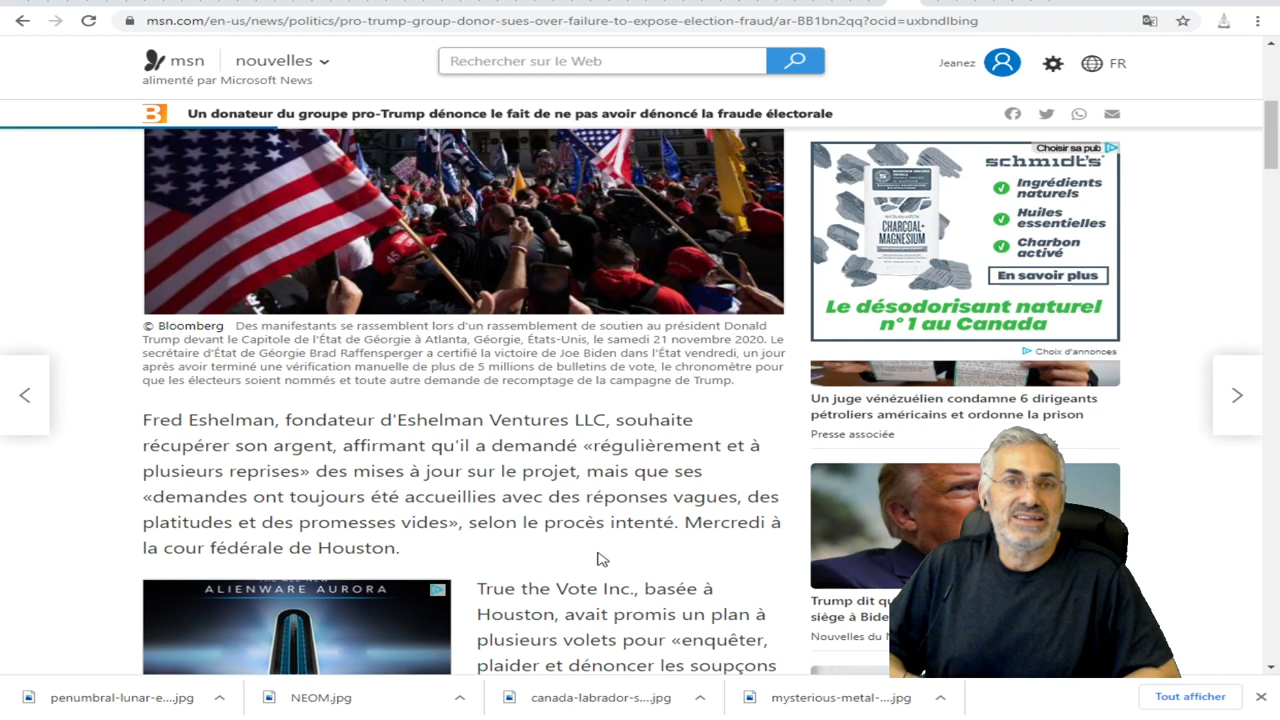 msn.com/en-us/news/politics/pro-trump-group-donor-sues-over-failure-to-expose-election-fraud/ar-BB1bn2qq?ocid=uxbndlbing
msn
nouvelles
alimenté par Microsoft News
Rechercher sur le Web
Jeanez
FR
B
Un donateur du groupe pro-Trump dénonce le fait de ne pas avoir dénoncé la fraude électorale
© Bloomberg Des manifestants se rassemblent lors d'un rassemblement de soutien au président Donald
Trump devant le Capitole de l'État de Géorgie à Atlanta, Géorgie, États-Unis, le samedi 21 novembre 2020. Le
secrétaire d'État de Géorgie Brad Raffensperger a certifié la victoire de Joe Biden dans l'État vendredi, un jour
après avoir terminé une vérification manuelle de plus de 5 millions de bulletins de vote, le chronomètre pour
que les électeurs soient nommés et toute autre demande de recomptage de la campagne de Trump.
Fred Eshelman, fondateur d'Eshelman Ventures LLC, souhaite
récupérer son argent, affirmant qu'il a demandé «régulièrement et à
plusieurs reprises» des mises à jour sur le projet, mais que ses
«demandes ont toujours été accueillies avec des réponses vagues, des
platitudes et des promesses vides», selon le procès intenté. Mercredi à
la cour fédérale de Houston.
ALIENWARE AURORA
True the Vote Inc., basée à
Houston, avait promis un plan à
plusieurs volets pour «enquêter,
plaider et dénoncer les soupçons
Choisir sa pub
schmidt's
Ingrédients
naturels
Huiles
essentielles
Charbon
activé
CHARCOAL+
MAGNESIUM
En savoir plus
Le désodorisant naturel
n°1 au Canada
Choix d'annonces
Un juge vénézuélien condamne 6 dirigeants
pétroliers américains et ordonne la prison
Presse associée
Trump dit qu
siège à Bide
Nouvelles du
penumbral-lunar-e....jpg
NEOM.jpg
canada-labrador-s....jpg
mysterious-metal-....jpg
Tout afficher